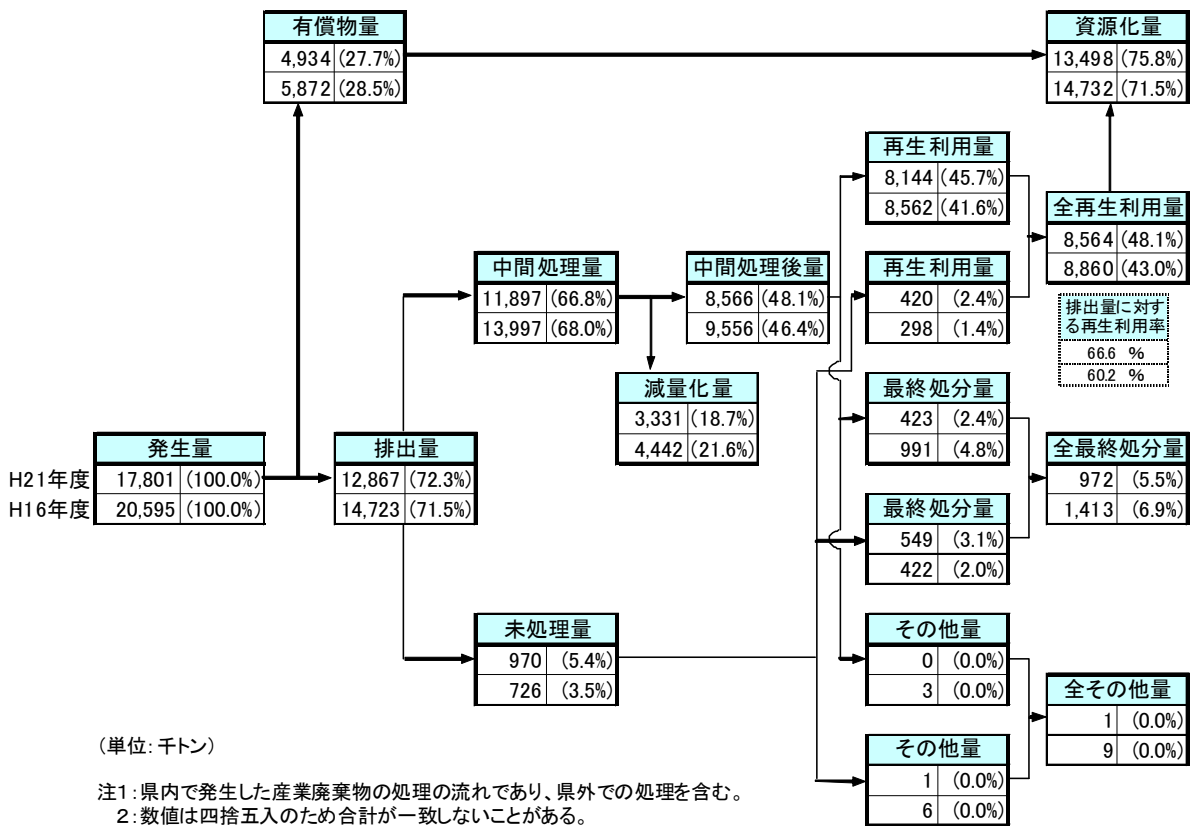 有償物量
4,934 (27.7%)
5,872 (28.5%)
資源化量
13,498 (75.8%)
14,732 (71.5%)
再生利用量
8,144 (45.7%)
8,562 (41.6%)
全再生利用量
8,564 (48.1%)
8,860 (43.0%)
中間処理量
11,897 (66.8%)
13,997 (68.0%)
中間処理後量
8,566 (48.1%)
9,556 (46.4%)
再生利用量
420 (2.4%)
298 (1.4%)
排出量に対す
る再生利用率
66.6 %
60.2 %
減量化量
3,331 (18.7%)
4,442 (21.6%)
最終処分量
423 (2.4%)
991 (4.8%)
発生量
H21年度 17,801 (100.0%)
H16年度 20,595 (100.0%)
排出量
12,867 (72.3%)
14,723 (71.5%)
全最終処分量
972 (5.5%)
1,413 (6.9%)
最終処分量
549 (3.1%)
422 (2.0%)
未処理量
970 (5.4%)
726 (3.5%)
その他量
0 (0.0%)
3 (0.0%)
全その他量
1 (0.0%)
9 (0.0%)
その他量
1 (0.0%)
6 (0.0%)
(単位:千トン)
注1:県内で発生した産業廃棄物の処理の流れであり、県外での処理を含む。
2:数値は四捨五入のため合計が一致しないことがある。